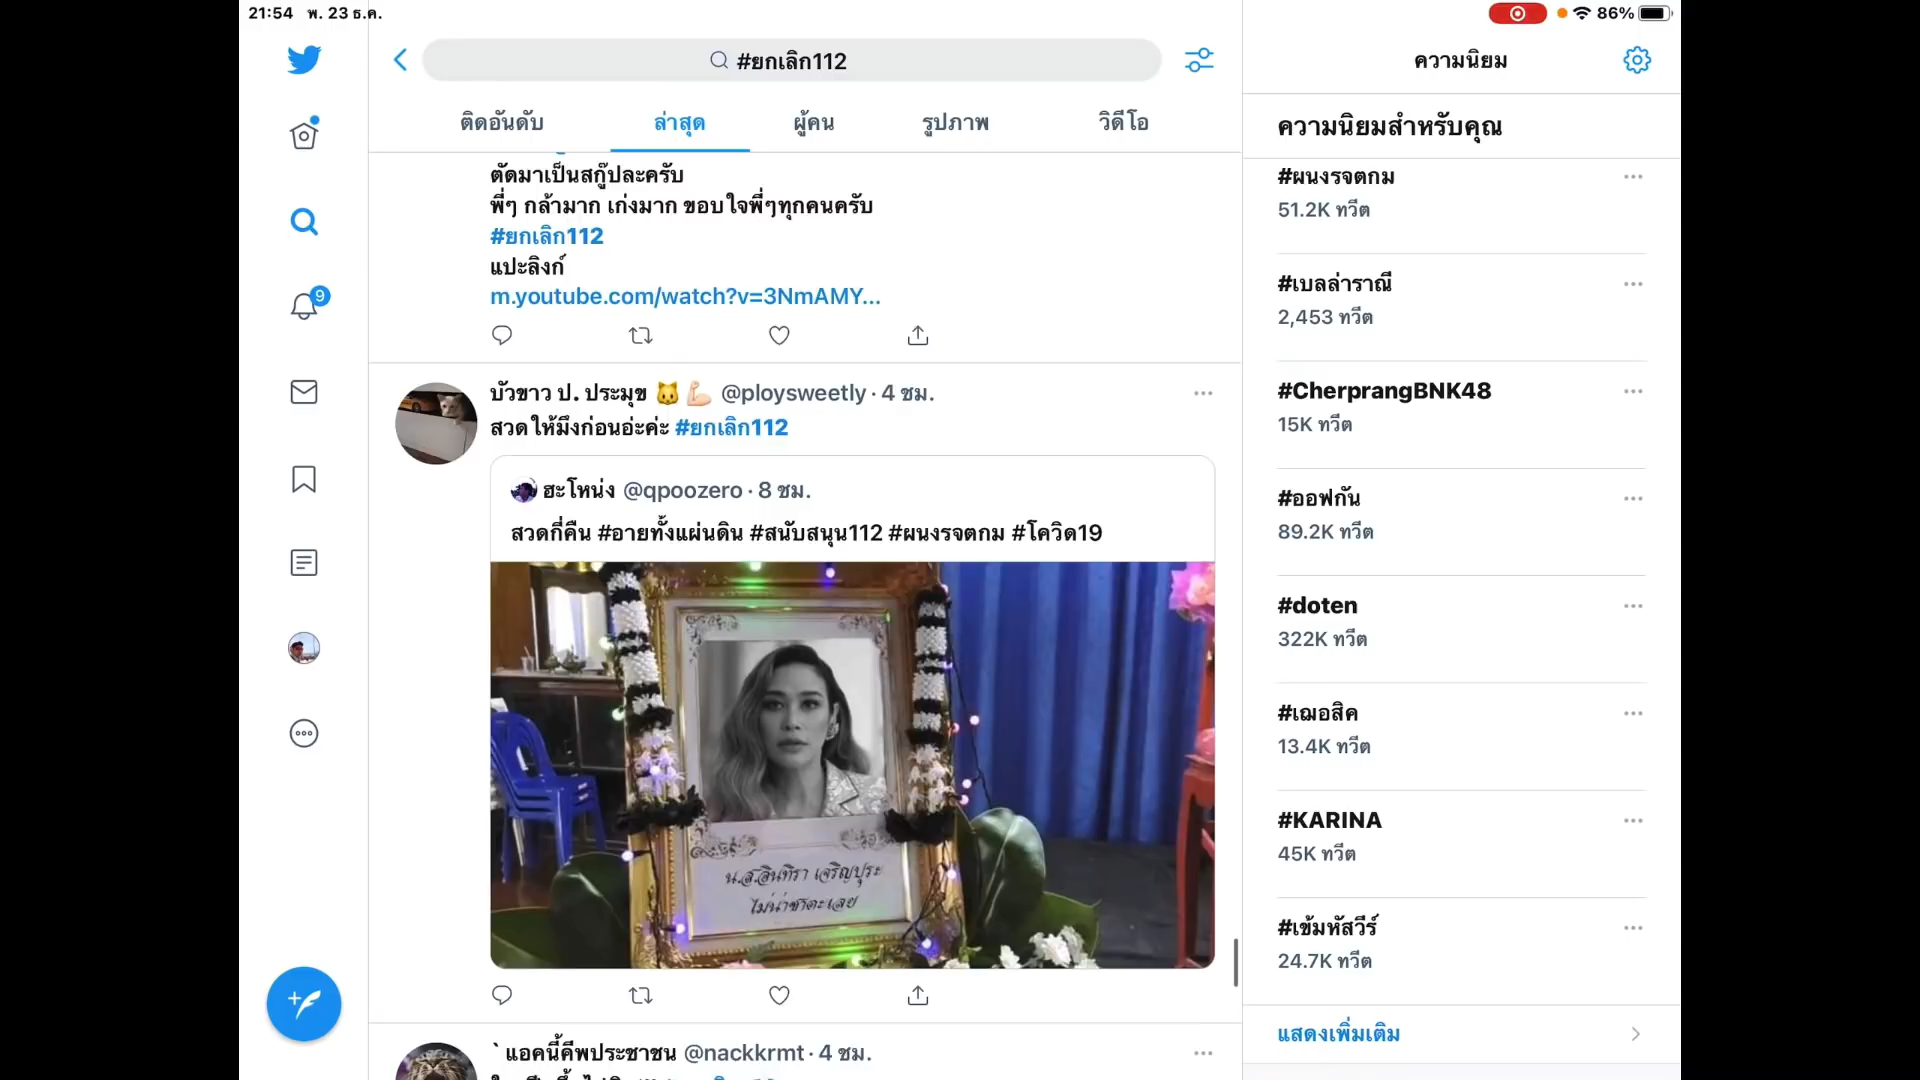 21:54 พ. 23 ธ.ค.
86%
#ยกเลิก112
ติดอันดับ
ล่าสุด
ผู้คน
รูปภาพ
วิดีโอ
ตัดมาเป็นสกู๊ปละครับ
พี่ๆ กล้ามาก เก่งมาก ขอบใจพี่ๆทุกคนครับ
#ยกเลิก112
แปะลิงก์
m.youtube.com/watch?v=3NmAMY...
9
บัวขาว ป. ประมุข 🐱💪🏻 @ploysweetly · 4 ชม.
สวดให้มึงก่อนอ่ะค่ะ #ยกเลิก112
ฮะโหน่ง @qpoozero · 8 ชม.
สวดกี่คืน #อายทั้งแผ่นดิน #สนับสนุน112 #ผนงรจตกม #โควิด19
น.ส.อินทิรา เจริญปุระ
ไม่น่าชาตะเลย
` แอคนี้คีพประชาชน @nackkrmt · 4 ชม.
ความนิยม
ความนิยมสำหรับคุณ
#ผนงรจตกม
51.2K ทวีต
#เบลล่าราณี
2,453 ทวีต
#CherprangBNK48
15K ทวีต
#ออฟกัน
89.2K ทวีต
#doten
322K ทวีต
#เฌอสิค
13.4K ทวีต
#KARINA
45K ทวีต
#เข้มหัสวีร์
24.7K ทวีต
แสดงเพิ่มเติม